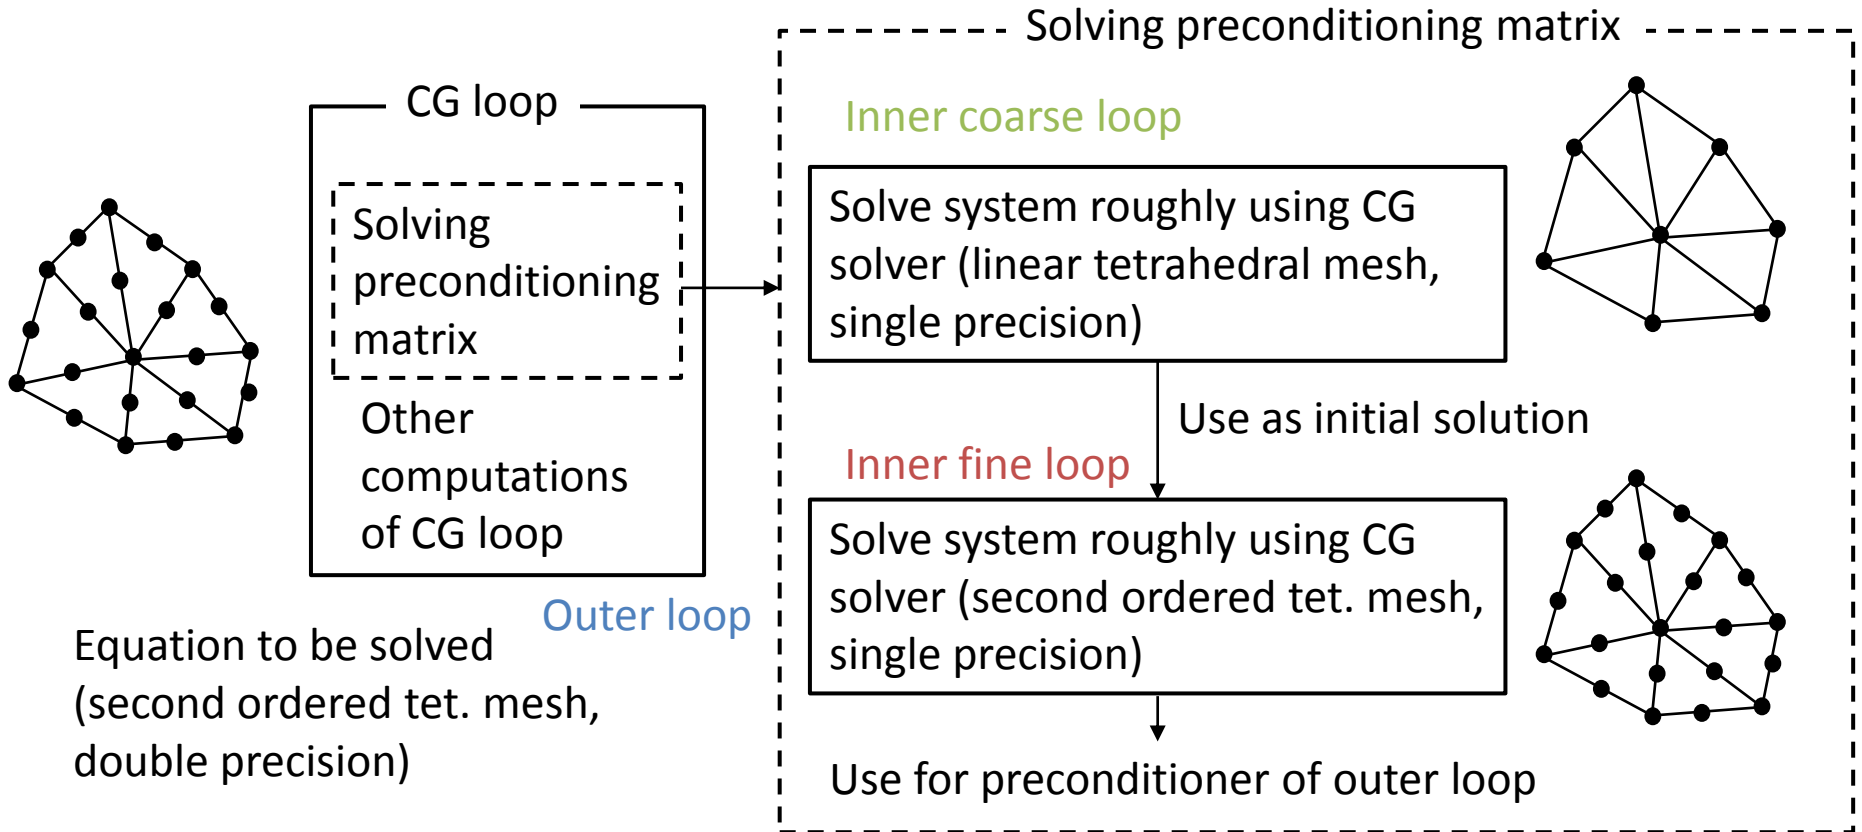 Solving preconditioning matrix
CG loop
Solving
preconditioning
matrix
Other
computations
of CG loop
Outer loop
Equation to be solved
(second ordered tet. mesh,
double precision)
Inner coarse loop
Solve system roughly using CG
solver (linear tetrahedral mesh,
single precision)
Use as initial solution
Inner fine loop
Solve system roughly using CG
solver (second ordered tet. mesh,
single precision)
Use for preconditioner of outer loop